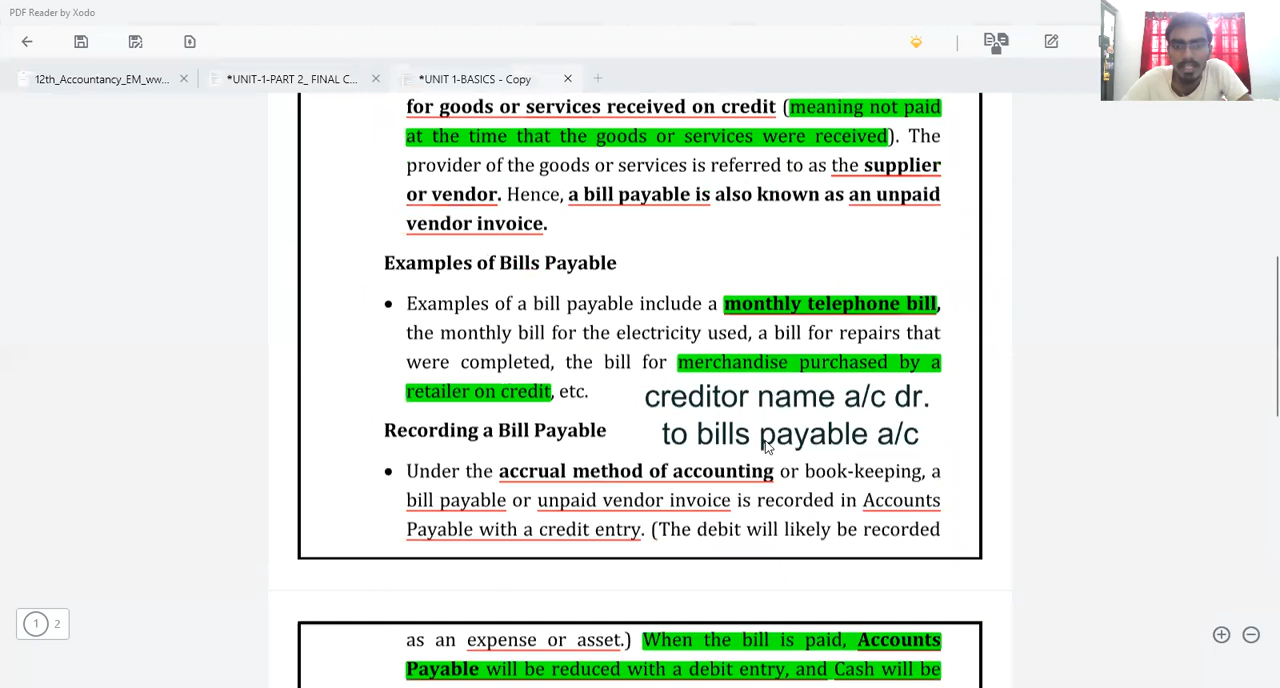 PDF Reader by Xodo
12th_Accountancy_EM_ww...
*UNIT-1-PART 2_ FINAL C...
*UNIT 1-BASICS - Copy
for goods or services received on credit (meaning not paid
at the time that the goods or services were received). The
provider of the goods or services is referred to as the supplier
or vendor. Hence, a bill payable is also known as an unpaid
vendor invoice.
Examples of Bills Payable
• Examples of a bill payable include a monthly telephone bill,
the monthly bill for the electricity used, a bill for repairs that
were completed, the bill for merchandise purchased by a
retailer on credit, etc.
creditor name a/c dr.
to bills payable a/c
Recording a Bill Payable
• Under the accrual method of accounting or book-keeping, a
bill payable or unpaid vendor invoice is recorded in Accounts
Payable with a credit entry. (The debit will likely be recorded
1 2
as an expense or asset.) When the bill is paid, Accounts
Payable will be reduced with a debit entry, and Cash will be